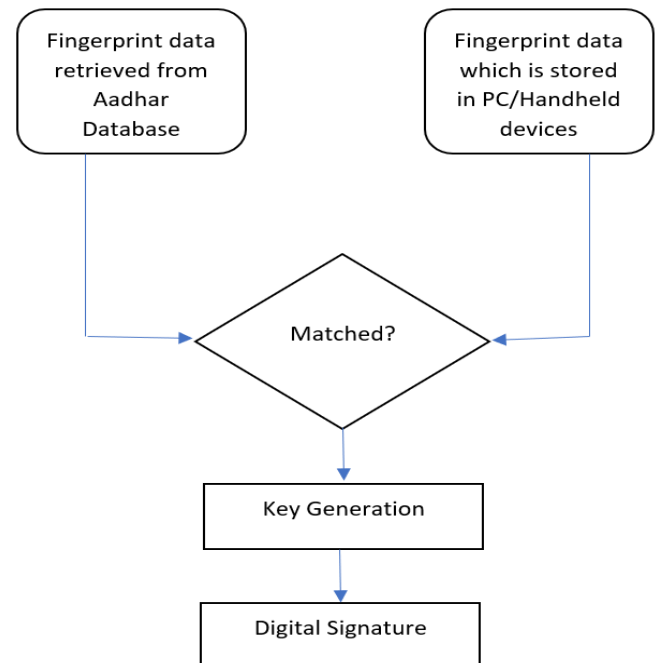 Fingerprint data
retrieved from
Aadhar
Database
Fingerprint data
which is stored
in PC/Handheld
devices
Matched?
Key Generation
Digital Signature